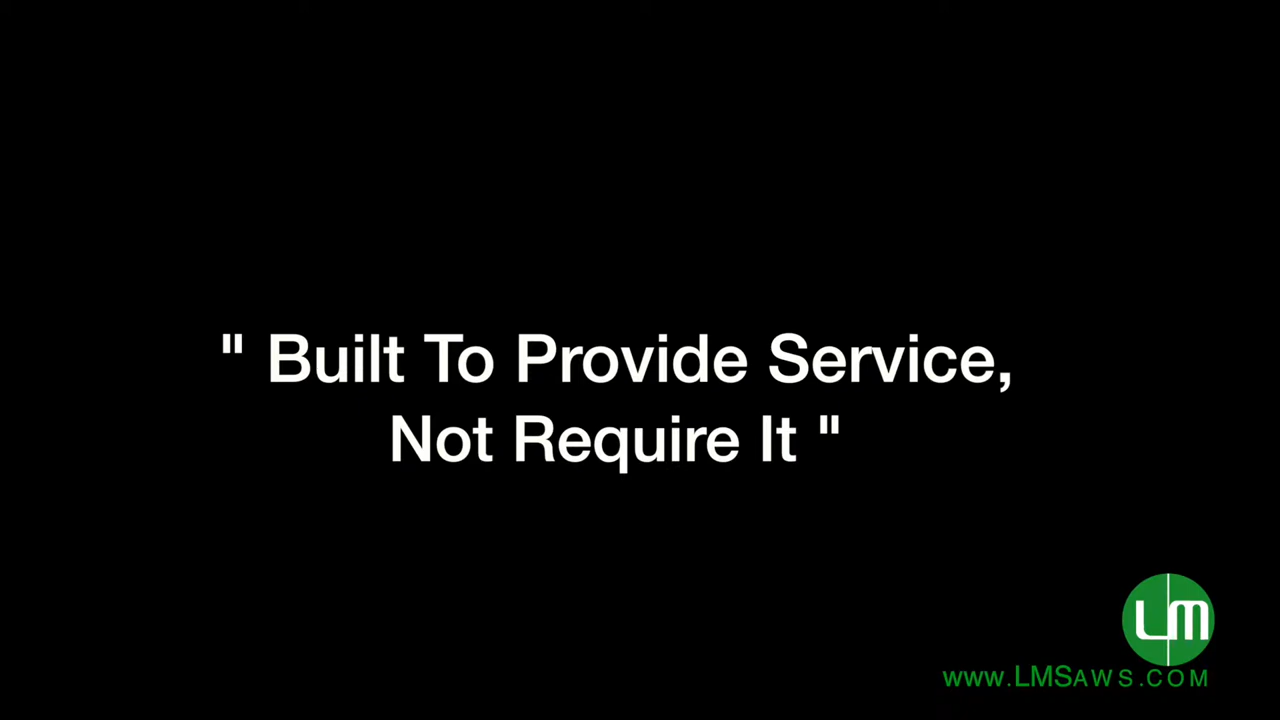 " Built To Provide Service,
Not Require It "
LM
www.LMSAWS.COM